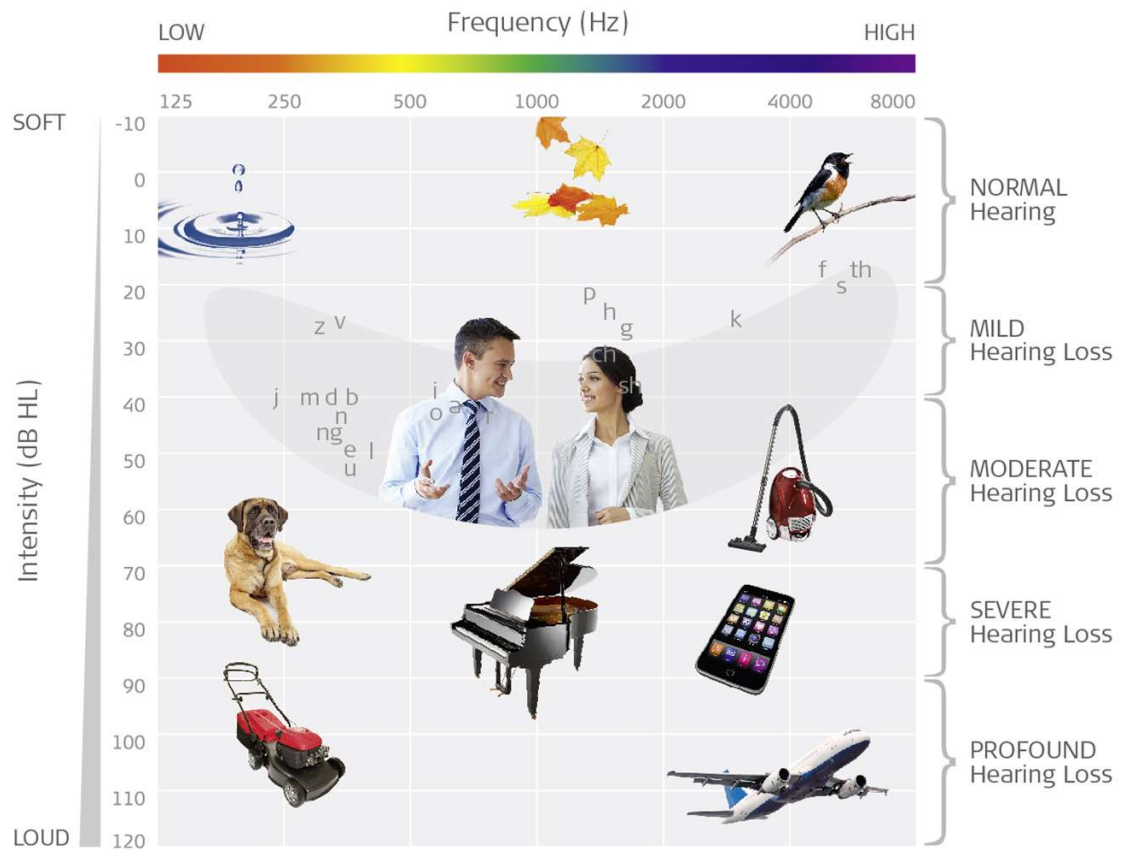 Frequency (Hz)
LOW
HIGH
125 250 500 1000 2000 4000 8000
SOFT
-10
0
10
20
30
40
50
60
70
80
90
100
110
120
LOUD
Intensity (dB HL)
NORMAL
Hearing
MILD
Hearing Loss
MODERATE
Hearing Loss
SEVERE
Hearing Loss
PROFOUND
Hearing Loss
f th
s
p
h
g
k
z v
ch
sh
j m d b
n
ng
e l
u
i
o a r